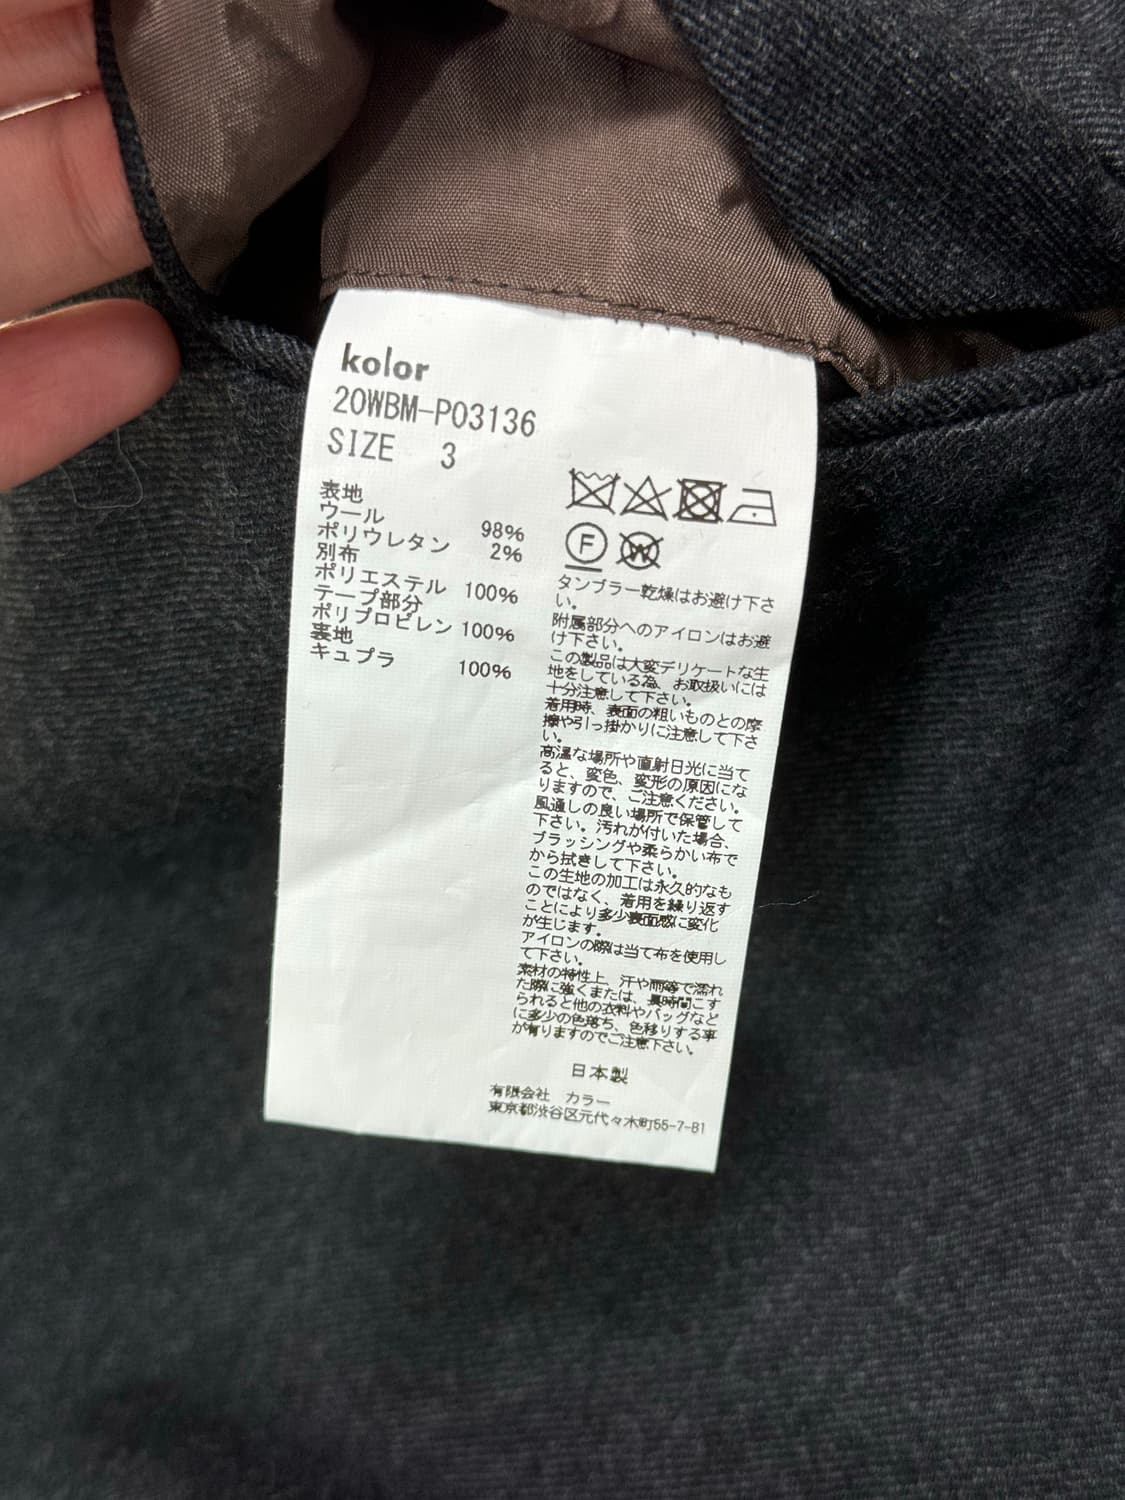 kolor
20WBM-P03136
SIZE 3
表地
ウール 98%
ポリウレタン 2%
別布
ポリエステル 100%
テープ部分
ポリプロピレン 100%
裏地
キュプラ 100%
F
W
タンブラー乾燥はお避け下さ
い。
附属部分へのアイロンはお避
け下さい。
この製品は大変デリケートな生
地をしている為、お取扱いには
十分注意して下さい。
着用時、表面の粗いものとの摩
擦や引っ掛かりに注意して下さ
い。
高温な場所や直射日光に当て
ると、変色、変形の原因にな
りますので、ご注意ください。
風通しの良い場所で保管して
下さい。汚れが付いた場合、
ブラッシングや柔らかい布で
から拭きして下さい。
この生地の加工は永久的なも
のではなく、着用を繰り返す
ことにより多少表面感に変化
が生じます。
アイロンの際は当て布を使用し
て下さい。
素材の特性上、汗や雨等で濡れ
た際に強くまたは、長時間こす
られると他の衣料やバッグなど
に多少の色落ち、色移りする事
が有りますのでご注意下さい。
日本製
有限会社 カラー
東京都渋谷区元代々木町55-7-B1